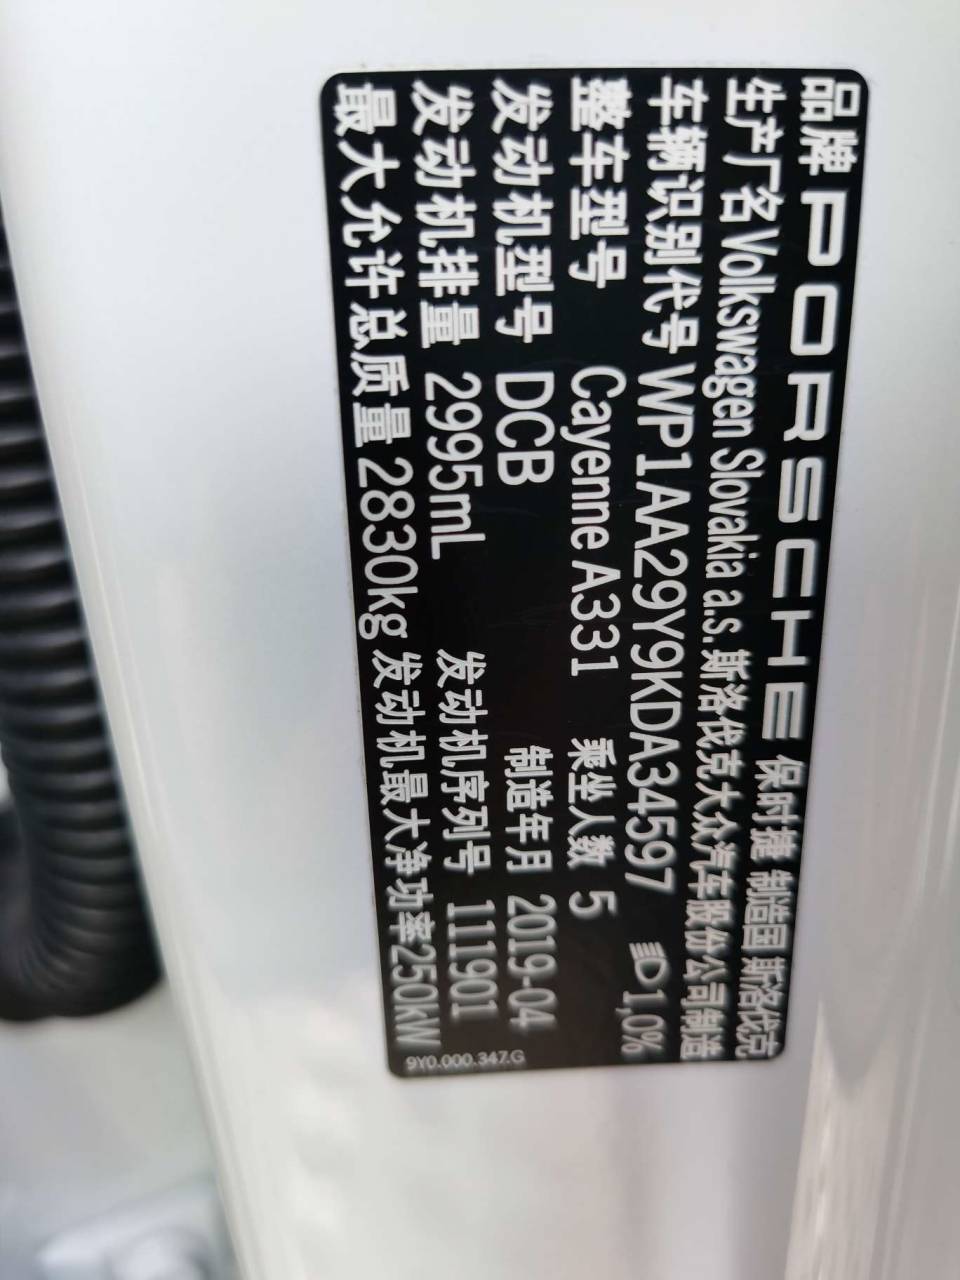 品牌 PORSCHE 保时捷 制造国 斯洛伐克
生产厂名 Volkswagen Slovakia a.s. 斯洛伐克大众汽车股份公司制造
车辆识别代号 WP1AA29Y9KDA34597 1,0%
整车型号 Cayenne A331 乘坐人数 5
发动机型号 DCB 制造年月 2019-04
发动机排量 2995mL 发动机序列号 111901
最大允许总质量 2830kg 发动机最大净功率250kW
9Y0.000.347.G